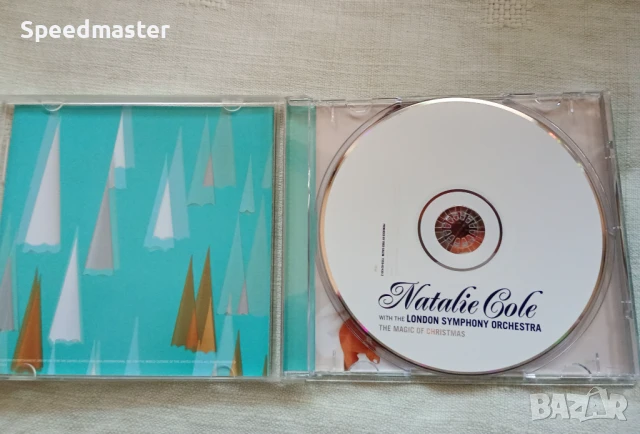 Speedmaster
Natalie Cole
WITH THE LONDON SYMPHONY ORCHESTRA
THE MAGIC OF CHRISTMAS
BAZAR